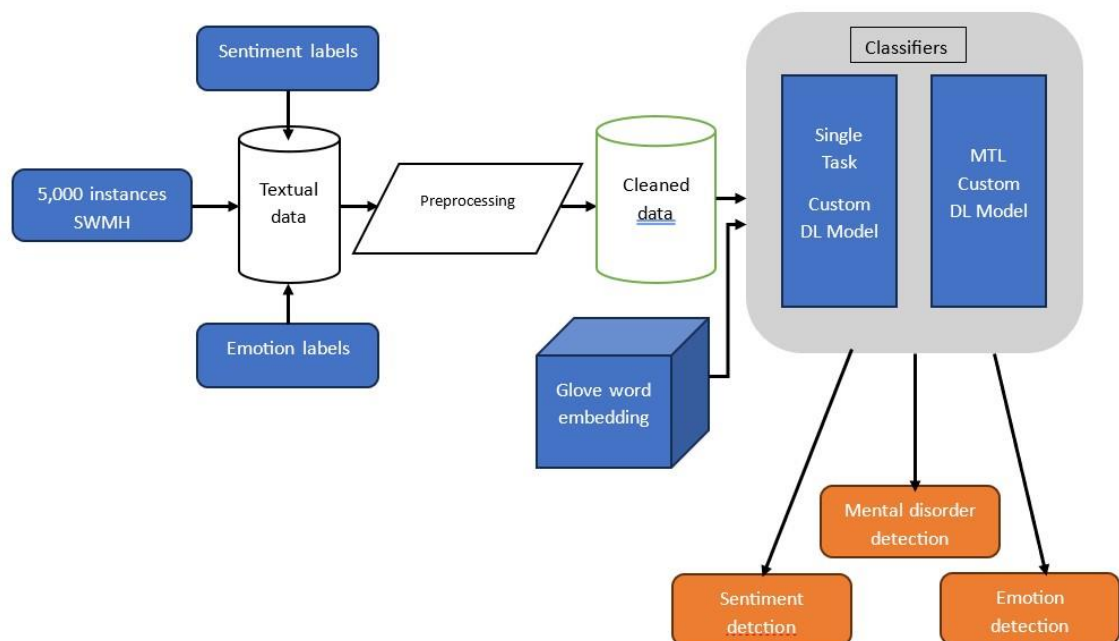 Sentiment labels
5,000 instances
SWMH
Textual
data
Emotion labels
Preprocessing
Cleaned
data
Glove word
embedding
Classifiers
Single
Task
Custom
DL Model
MTL
Custom
DL Model
Mental disorder
detection
Sentiment
detction
Emotion
detection